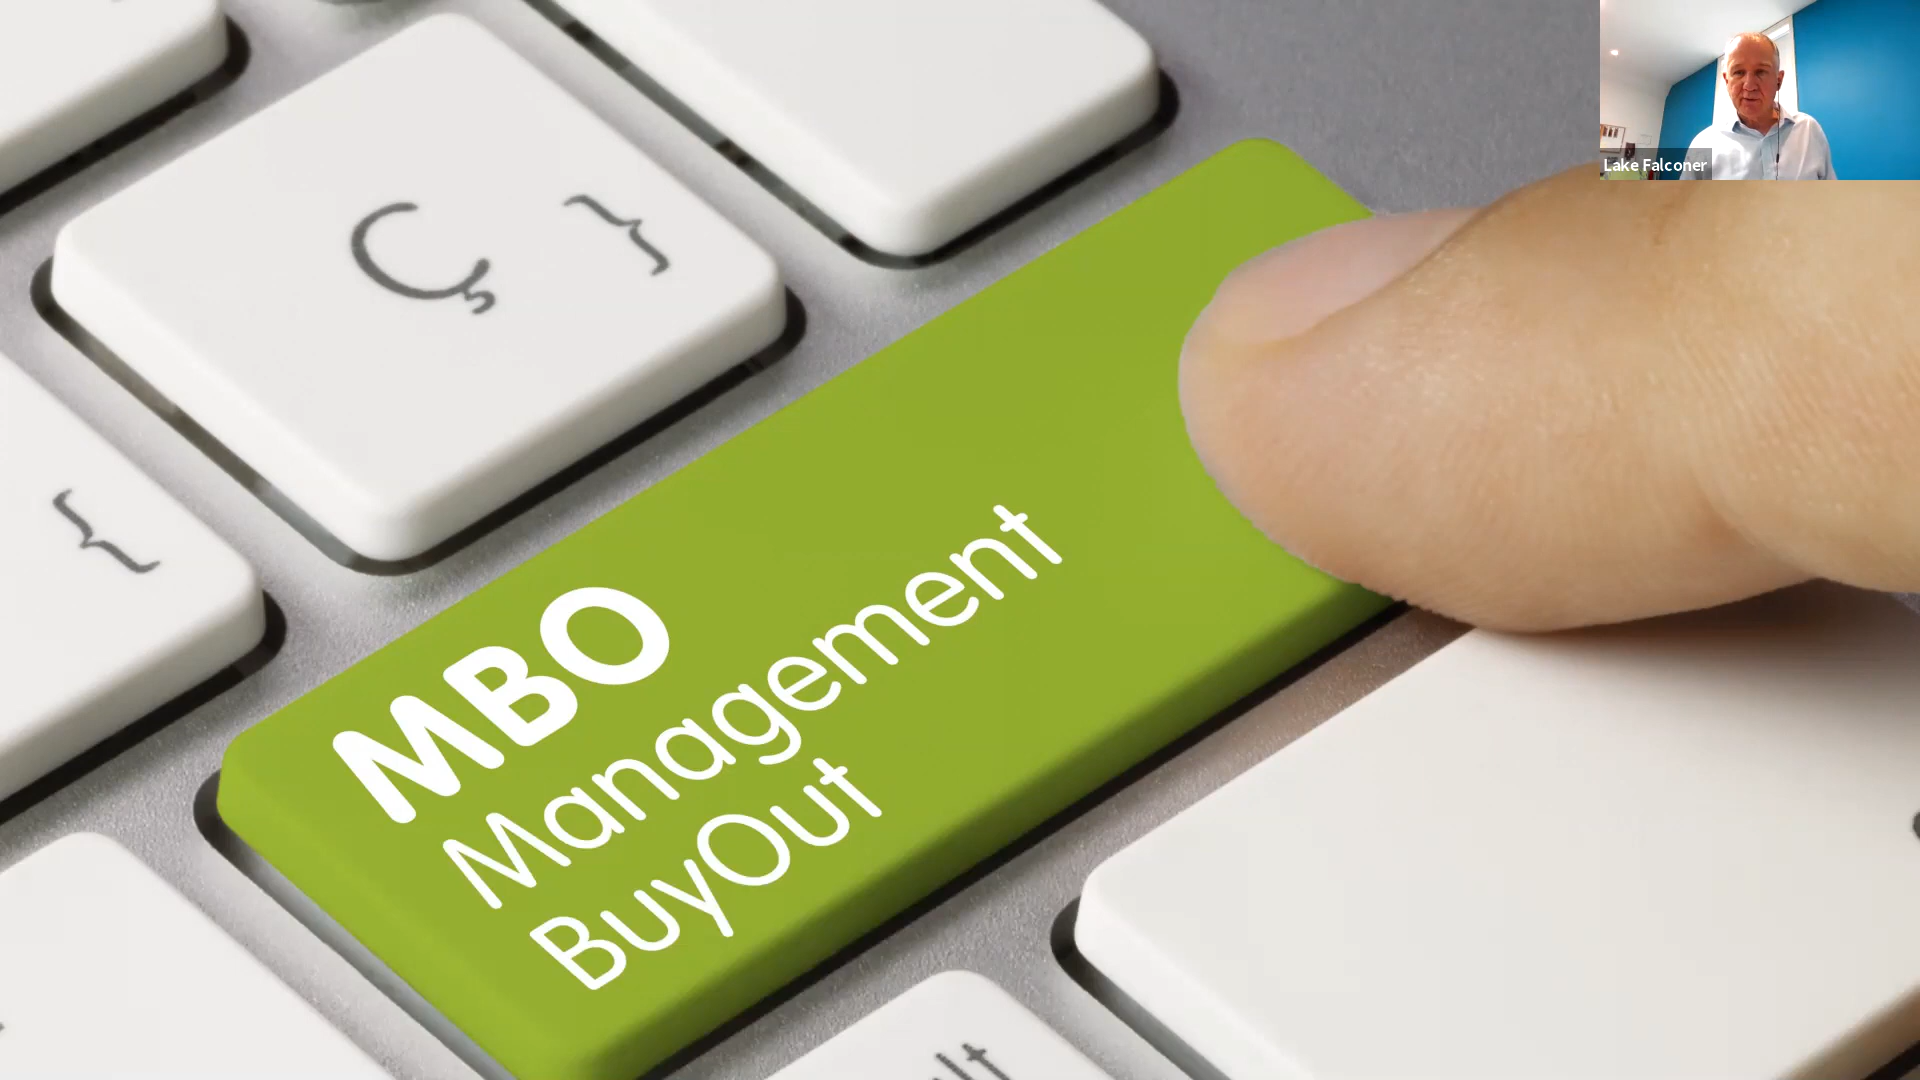 Lake Falconer
Ç }
{
MBO
Management
BuyOut